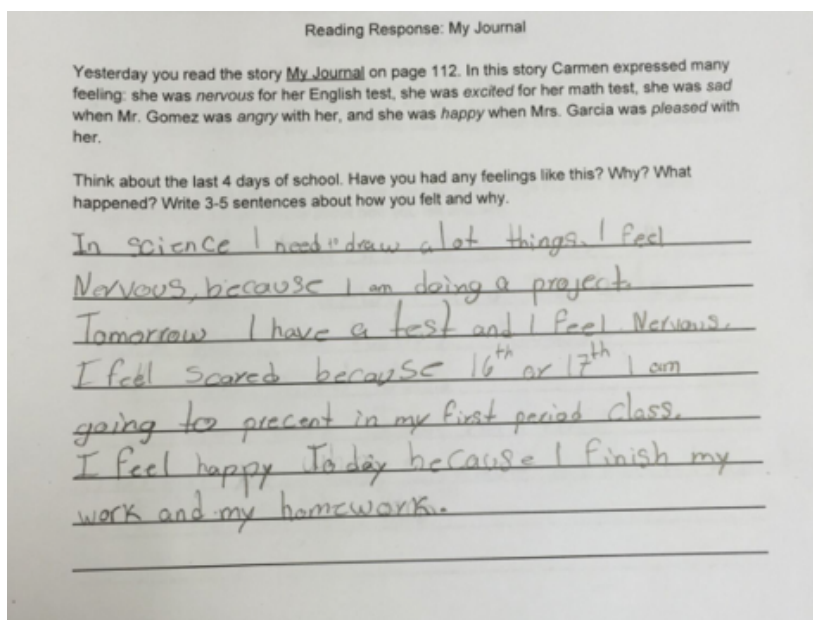 Reading Response: My Journal
Yesterday you read the story My Journal on page 112. In this story Carmen expressed many
feeling: she was nervous for her English test, she was excited for her math test, she was sad
when Mr. Gomez was angry with her, and she was happy when Mrs. Garcia was pleased with
her.
Think about the last 4 days of school. Have you had any feelings like this? Why? What
happened? Write 3-5 sentences about how you felt and why.
In science I need draw a lot things. I feel
Nervous, because I am doing a project.
Tomorrow I have a test and I feel Nervous.
I feel scared because 16th or 17th I am
going to precent in my first period class.
I feel happy Today because I finish my
work and my homework.